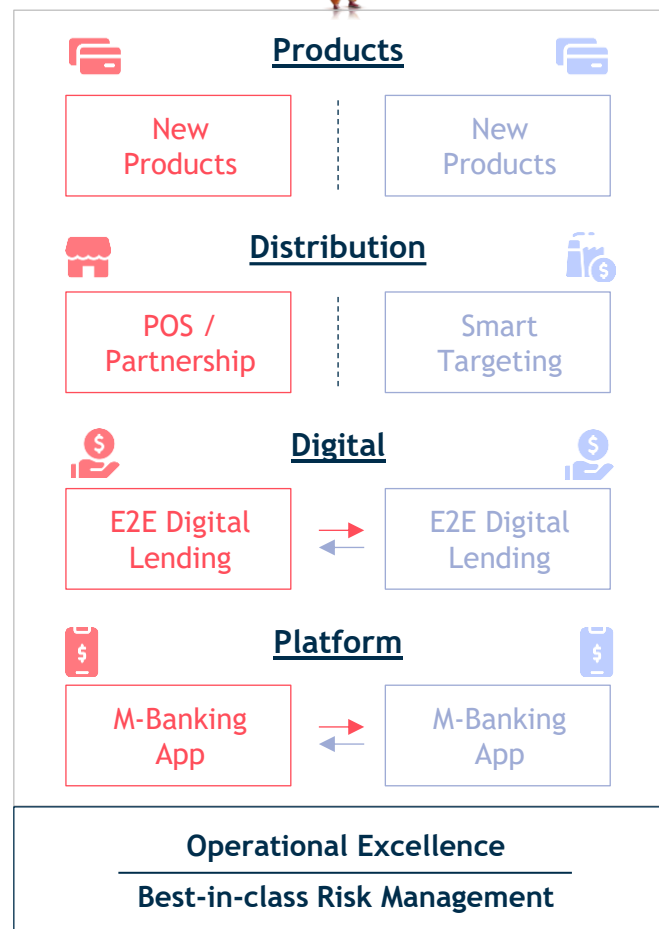 Products
New
Products
New
Products
Distribution
POS /
Partnership
Smart
Targeting
Digital
E2E Digital
Lending
E2E Digital
Lending
Platform
M-Banking
App
M-Banking
App
Operational Excellence
Best-in-class Risk Management